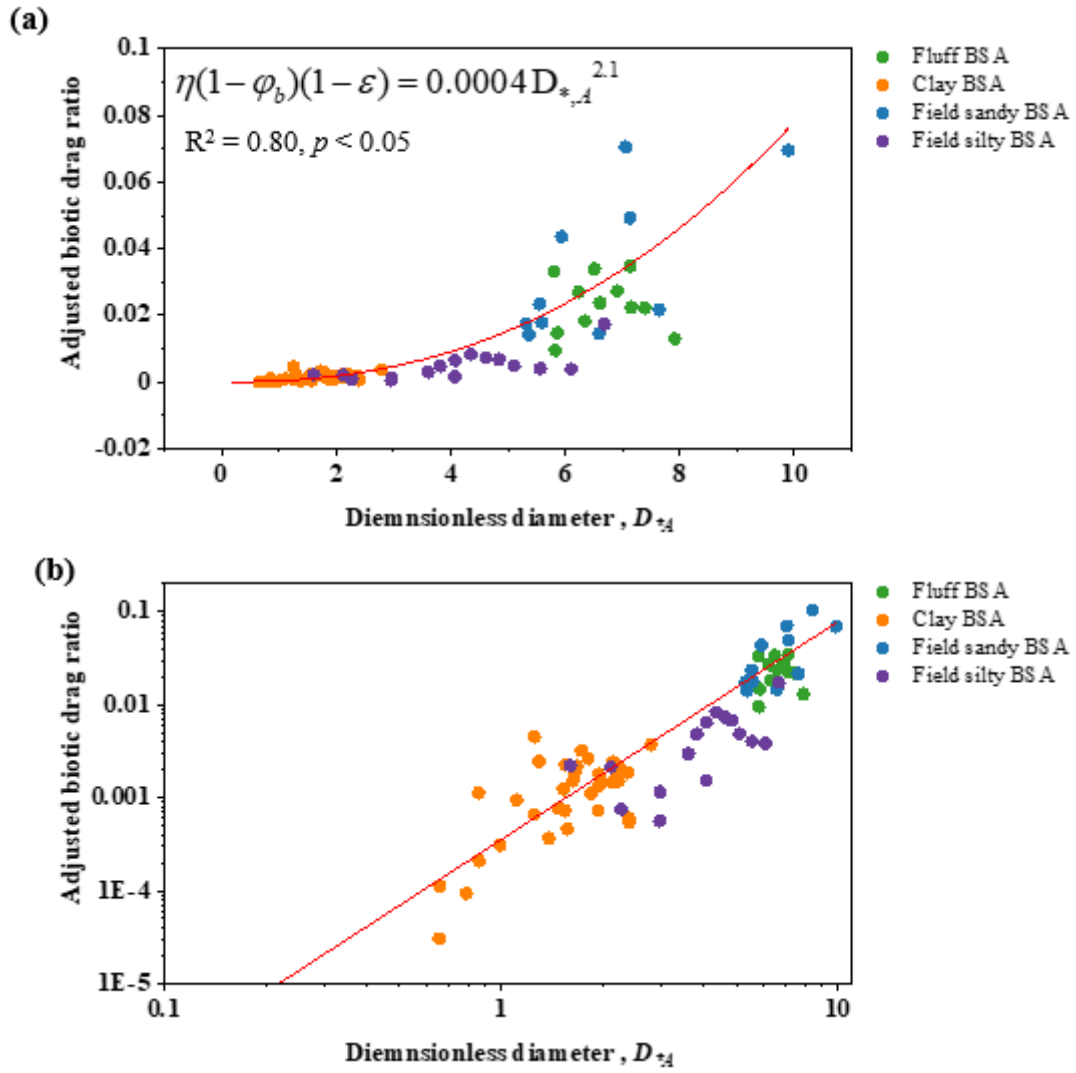 (a)
η(1−φ_b)(1−ε) = 0.0004 D_{*,A}^{2.1}
R² = 0.80, p < 0.05
Fluff BSA
Clay BSA
Field sandy BSA
Field silty BSA
Adjusted biotic drag ratio
0.1
0.08
0.06
0.04
0.02
0
-0.02
0 2 4 6 8 10
Diemnsionless diameter , D_{*A}
(b)
Fluff BSA
Clay BSA
Field sandy BSA
Field silty BSA
Adjusted biotic drag ratio
0.1
0.01
0.001
1E-4
1E-5
0.1 1 10
Diemnsionless diameter , D_{*A}